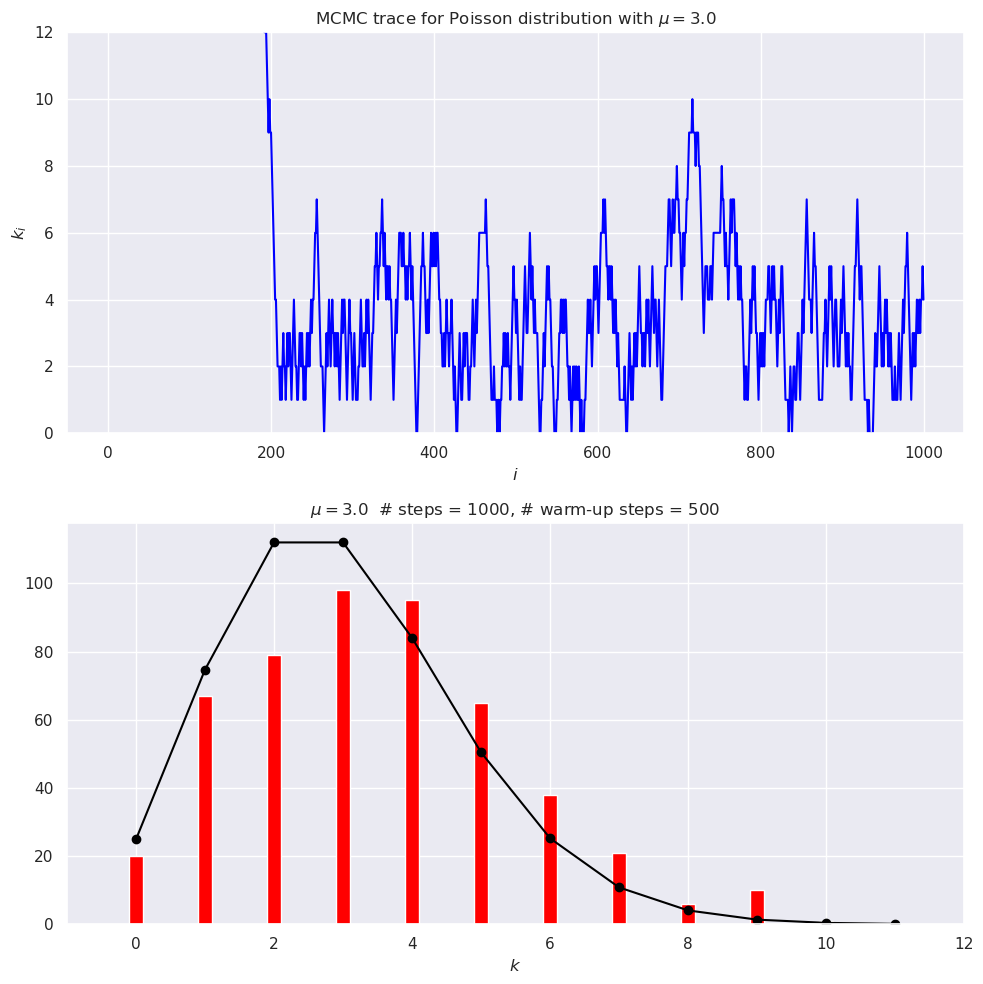 MCMC trace for Poisson distribution with μ = 3.0
12
10
8
6
4
2
0
k_i
0 200 400 600 800 1000
i
μ = 3.0 # steps = 1000, # warm-up steps = 500
100
80
60
40
20
0
0 2 4 6 8 10 12
k